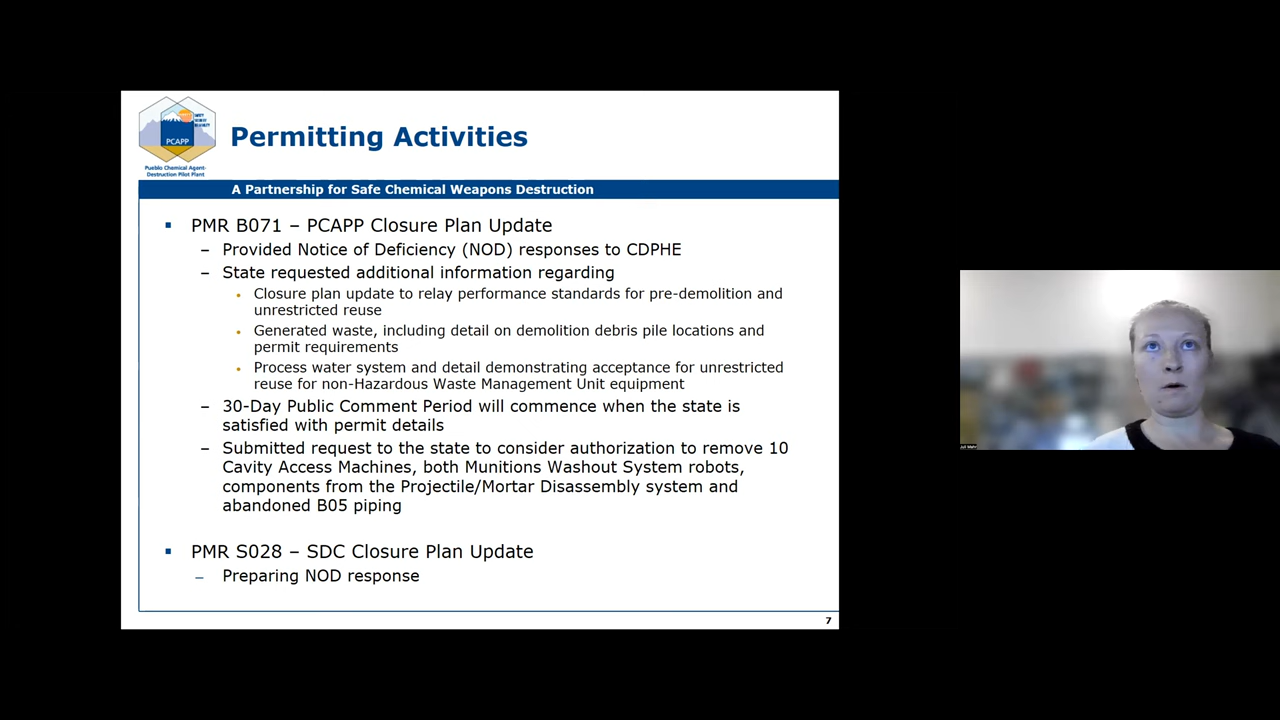 PCAPP
Pueblo Chemical Agent-
Destruction Pilot Plant
Permitting Activities
A Partnership for Safe Chemical Weapons Destruction
▪ PMR B071 – PCAPP Closure Plan Update
– Provided Notice of Deficiency (NOD) responses to CDPHE
– State requested additional information regarding
• Closure plan update to relay performance standards for pre-demolition and
unrestricted reuse
• Generated waste, including detail on demolition debris pile locations and
permit requirements
• Process water system and detail demonstrating acceptance for unrestricted
reuse for non-Hazardous Waste Management Unit equipment
– 30-Day Public Comment Period will commence when the state is
satisfied with permit details
– Submitted request to the state to consider authorization to remove 10
Cavity Access Machines, both Munitions Washout System robots,
components from the Projectile/Mortar Disassembly system and
abandoned B05 piping
▪ PMR S028 – SDC Closure Plan Update
– Preparing NOD response
7